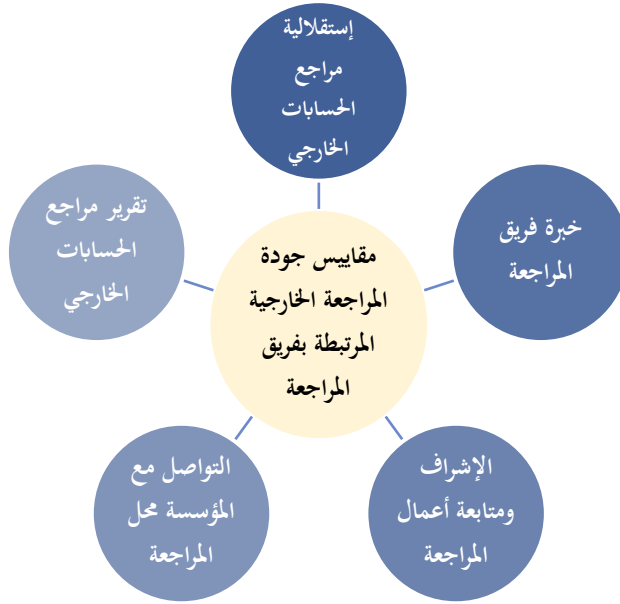 إستقلالية
مراجع
الحسابات
الخارجي
خبرة فريق
المراجعة
الإشراف
ومتابعة أعمال
المراجعة
التواصل مع
المؤسسة محل
المراجعة
تقرير مراجع
الحسابات
الخارجي
مقاييس جودة
المراجعة الخارجية
المرتبطة بفريق
المراجعة